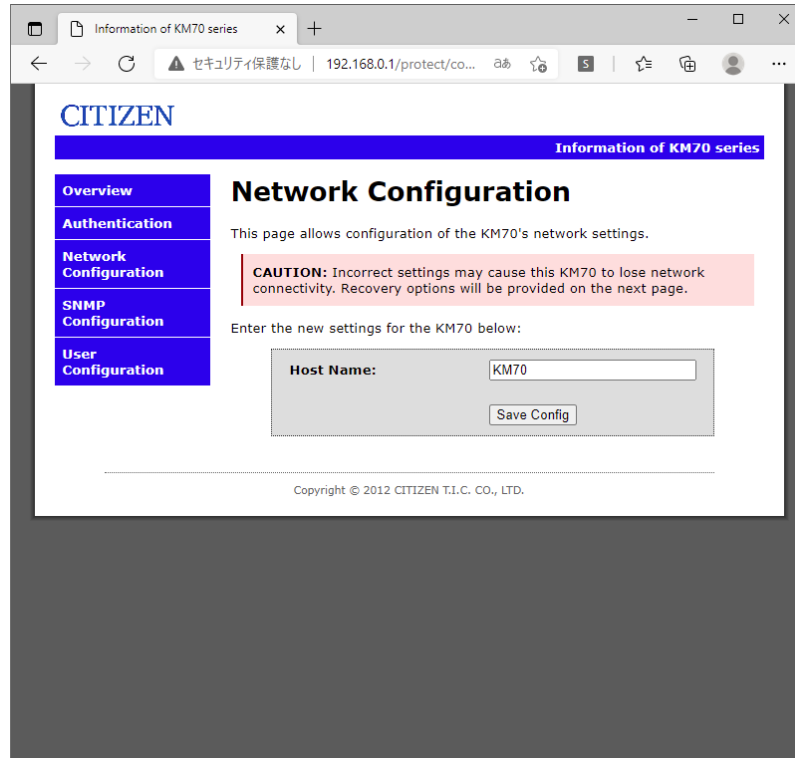 Information of KM70 series
セキュリティ保護なし | 192.168.0.1/protect/co...
CITIZEN
Information of KM70 series
Overview
Authentication
Network
Configuration
SNMP
Configuration
User
Configuration
Network Configuration
This page allows configuration of the KM70's network settings.
CAUTION: Incorrect settings may cause this KM70 to lose network
connectivity. Recovery options will be provided on the next page.
Enter the new settings for the KM70 below:
Host Name: KM70
Save Config
Copyright © 2012 CITIZEN T.I.C. CO., LTD.